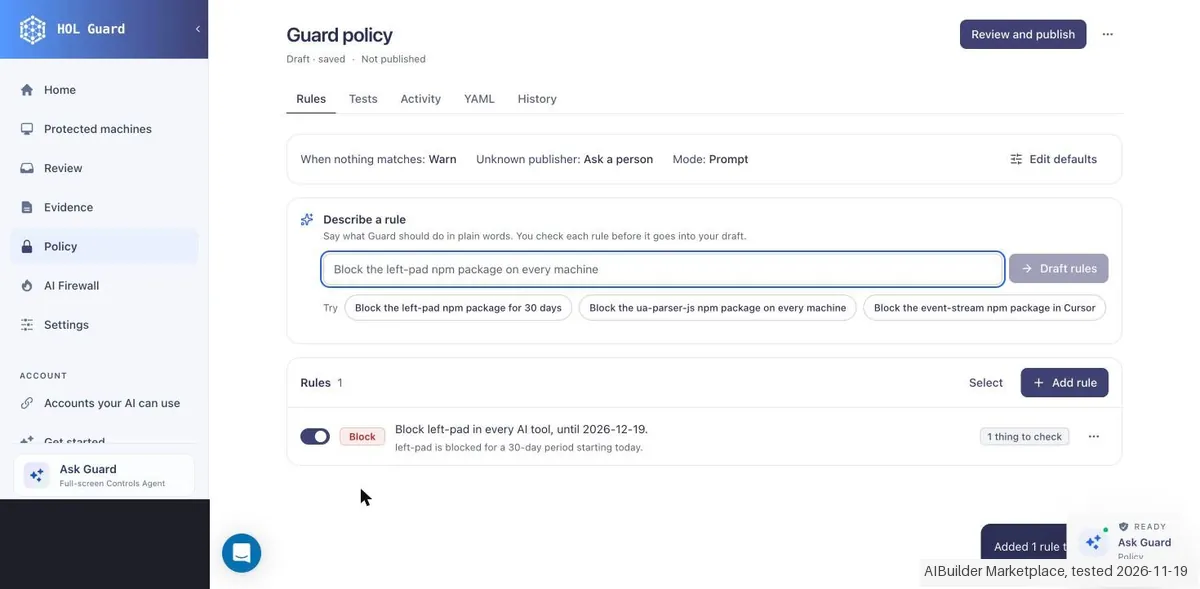 HOL Guard
Home
Protected machines
Review
Evidence
Policy
AI Firewall
Settings
ACCOUNT
Accounts your AI can use
Get started
Ask Guard
Full-screen Controls Agent
Guard policy
Draft · saved · Not published
Review and publish
Rules Tests Activity YAML History
When nothing matches: Warn Unknown publisher: Ask a person Mode: Prompt Edit defaults
Describe a rule
Say what Guard should do in plain words. You check each rule before it goes into your draft.
Block the left-pad npm package on every machine
Draft rules
Try Block the left-pad npm package for 30 days Block the ua-parser-js npm package on every machine Block the event-stream npm package in Cursor
Rules 1 Select + Add rule
Block Block left-pad in every AI tool, until 2026-12-19. 1 thing to check
left-pad is blocked for a 30-day period starting today.
Added 1 rule t
READY
Ask Guard
Policy
AIBuilder Marketplace, tested 2026-11-19